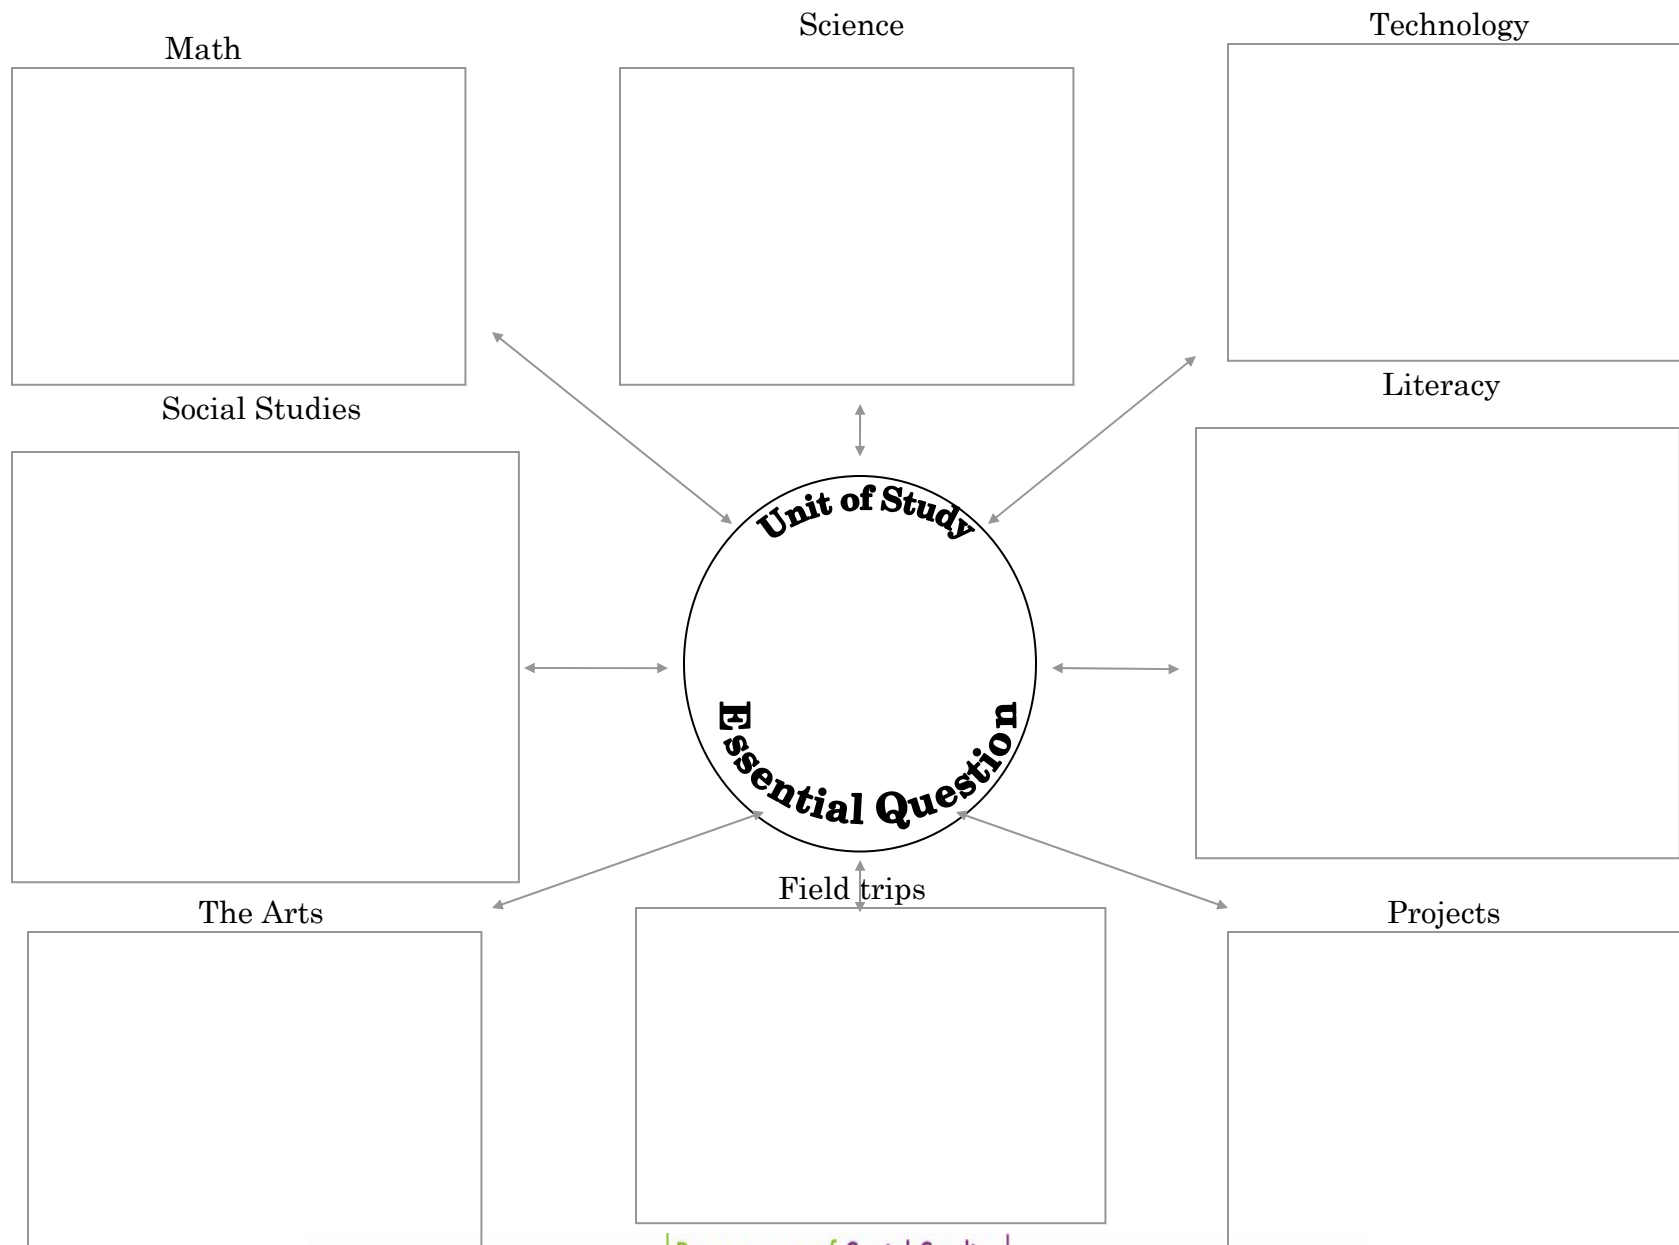 Math
Science
Technology
Social Studies
Literacy
Unit of Study
Essential Question
The Arts
Field trips
Projects